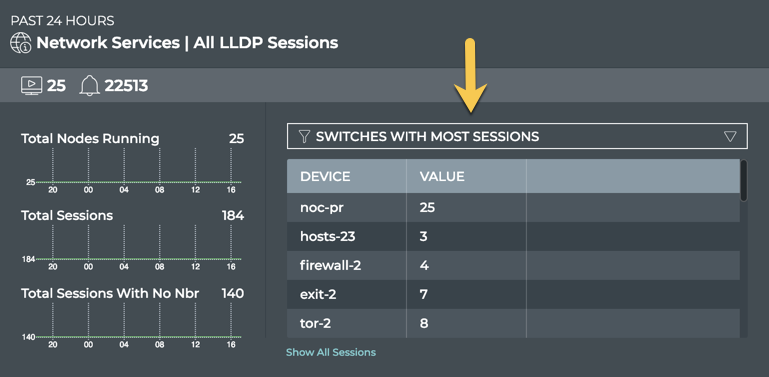 PAST 24 HOURS
Network Services | All LLDP Sessions
25 22513
Total Nodes Running 25
25
20 00 04 08 12 16
Total Sessions 184
184
20 00 04 08 12 16
Total Sessions With No Nbr 140
140
20 00 04 08 12 16
SWITCHES WITH MOST SESSIONS
DEVICE VALUE
noc-pr 25
hosts-23 3
firewall-2 4
exit-2 7
tor-2 8
Show All Sessions